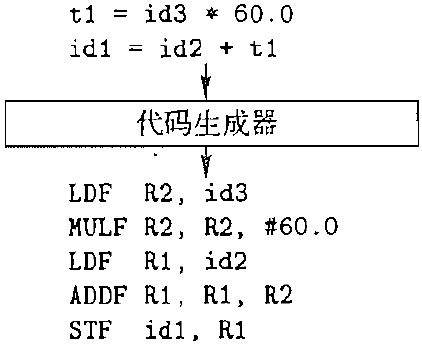 t1 = id3 * 60.0
id1 = id2 + t1
代码生成器
LDF R2, id3
MULF R2, R2, #60.0
LDF R1, id2
ADDF R1, R1, R2
STF id1, R1